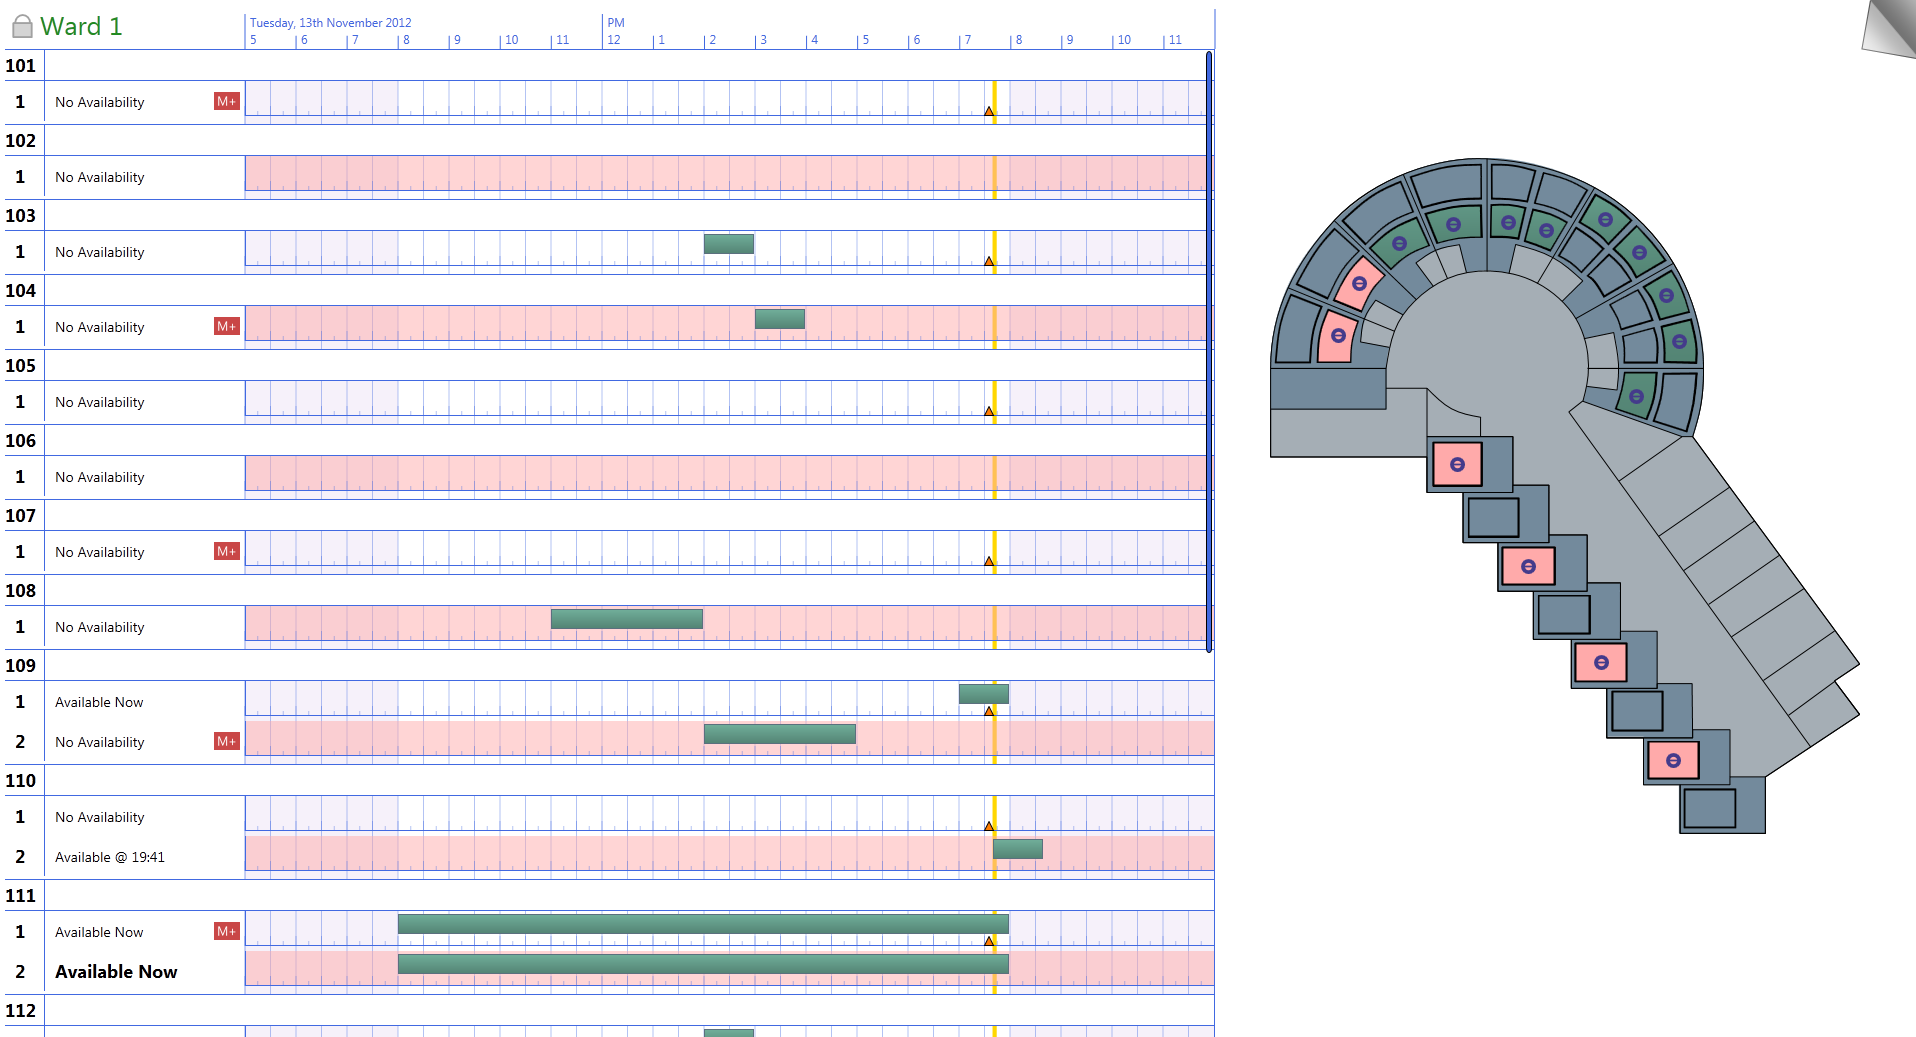 Ward 1
Tuesday, 13th November 2012 PM
5 6 7 8 9 10 11 12 1 2 3 4 5 6 7 8 9 10 11
101
1 No Availability M+
102
1 No Availability
103
1 No Availability
104
1 No Availability M+
105
1 No Availability
106
1 No Availability
107
1 No Availability M+
108
1 No Availability
109
1 Available Now
2 No Availability M+
110
1 No Availability
2 Available @ 19:41
111
1 Available Now M+
2 Available Now
112